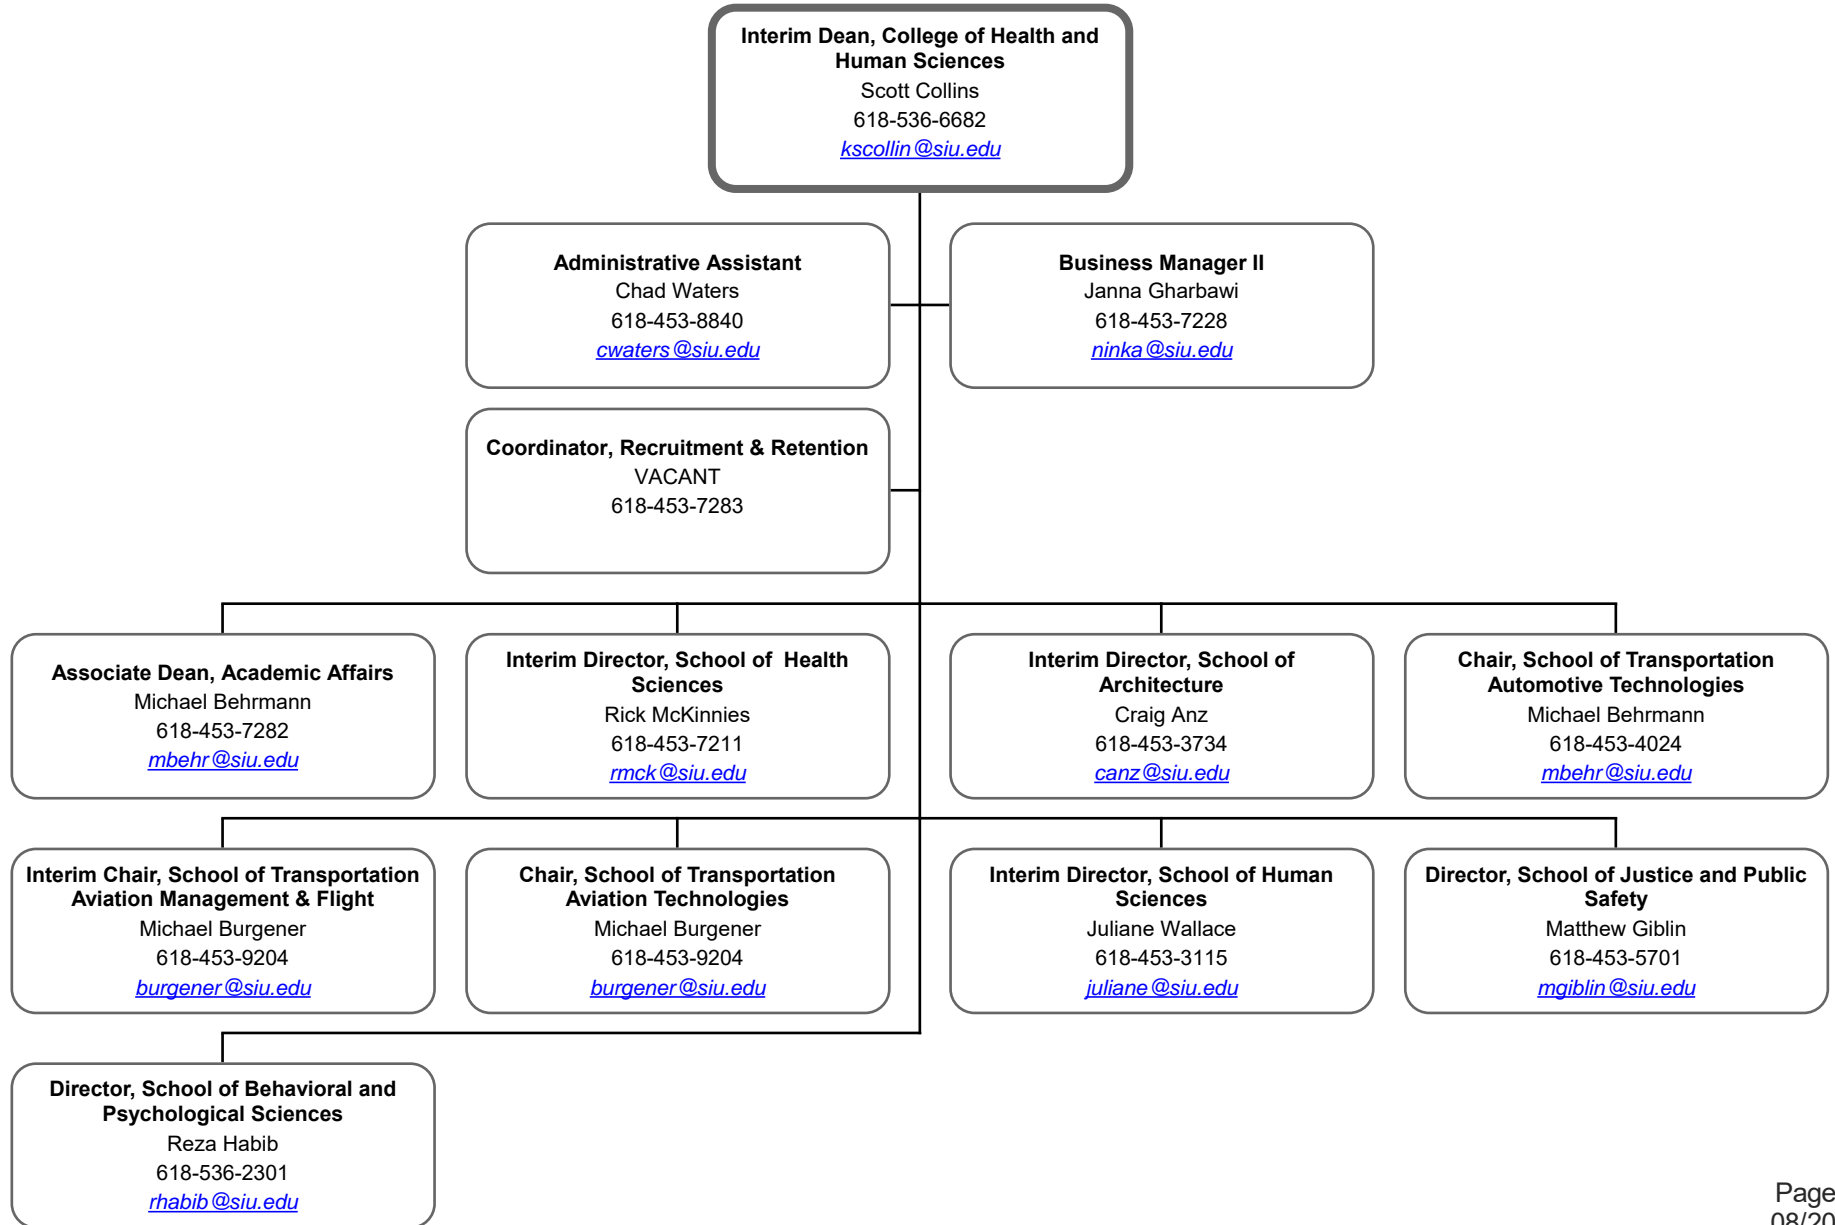 Interim Dean, College of Health and
Human Sciences
Scott Collins
618-536-6682
kscollin@siu.edu
Administrative Assistant
Chad Waters
618-453-8840
cwaters@siu.edu
Business Manager II
Janna Gharbawi
618-453-7228
ninka@siu.edu
Coordinator, Recruitment & Retention
VACANT
618-453-7283
Associate Dean, Academic Affairs
Michael Behrmann
618-453-7282
mbehr@siu.edu
Interim Director, School of Health
Sciences
Rick McKinnies
618-453-7211
rmck@siu.edu
Interim Director, School of
Architecture
Craig Anz
618-453-3734
canz@siu.edu
Chair, School of Transportation
Automotive Technologies
Michael Behrmann
618-453-4024
mbehr@siu.edu
Interim Chair, School of Transportation
Aviation Management & Flight
Michael Burgener
618-453-9204
burgener@siu.edu
Chair, School of Transportation
Aviation Technologies
Michael Burgener
618-453-9204
burgener@siu.edu
Interim Director, School of Human
Sciences
Juliane Wallace
618-453-3115
juliane@siu.edu
Director, School of Justice and Public
Safety
Matthew Giblin
618-453-5701
mgiblin@siu.edu
Director, School of Behavioral and
Psychological Sciences
Reza Habib
618-536-2301
rhabib@siu.edu
Page
08/20